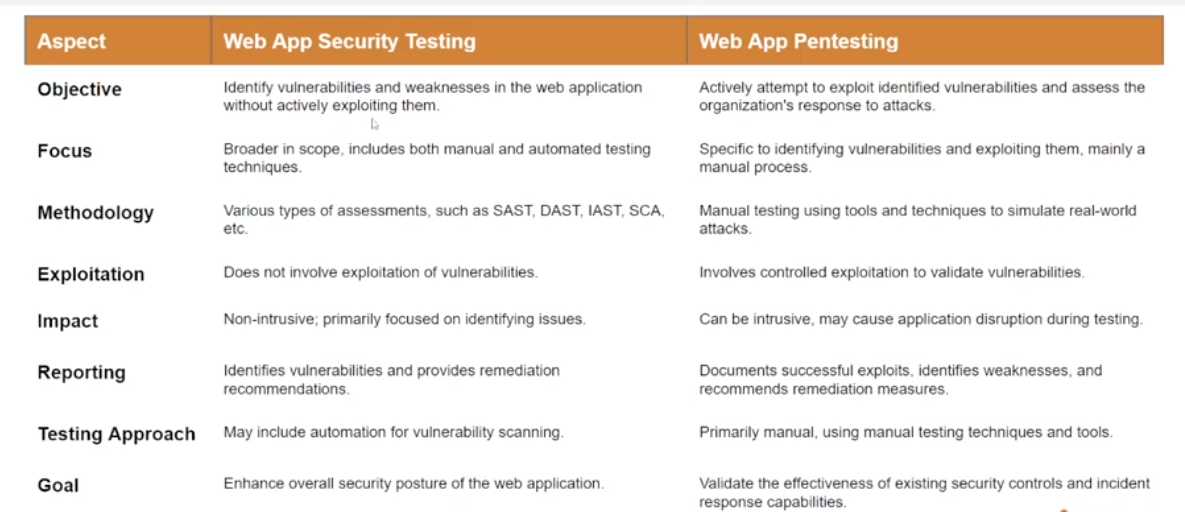 Aspect Web App Security Testing Web App Pentesting
Objective
Identify vulnerabilities and weaknesses in the web application
without actively exploiting them.
Actively attempt to exploit identified vulnerabilities and assess the
organization's response to attacks.
Focus
Broader in scope, includes both manual and automated testing
techniques.
Specific to identifying vulnerabilities and exploiting them, mainly a
manual process.
Methodology
Various types of assessments, such as SAST, DAST, IAST, SCA,
etc.
Manual testing using tools and techniques to simulate real-world
attacks.
Exploitation
Does not involve exploitation of vulnerabilities.
Involves controlled exploitation to validate vulnerabilities.
Impact
Non-intrusive; primarily focused on identifying issues.
Can be intrusive, may cause application disruption during testing.
Reporting
Identifies vulnerabilities and provides remediation
recommendations.
Documents successful exploits, identifies weaknesses, and
recommends remediation measures.
Testing Approach
May include automation for vulnerability scanning.
Primarily manual, using manual testing techniques and tools.
Goal
Enhance overall security posture of the web application.
Validate the effectiveness of existing security controls and incident
response capabilities.